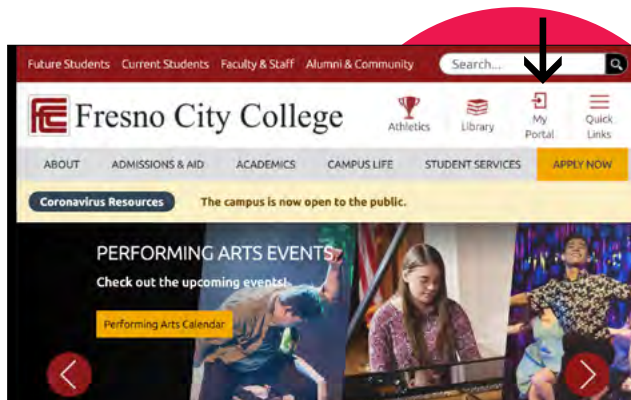 Future Students Current Students Faculty & Staff Alumni & Community Search...
FCC Fresno City College
Athletics Library My Portal Quick Links
ABOUT ADMISSIONS & AID ACADEMICS CAMPUS LIFE STUDENT SERVICES APPLY NOW
Coronavirus Resources The campus is now open to the public.
PERFORMING ARTS EVENTS
Check out the upcoming events!
Performing Arts Calendar